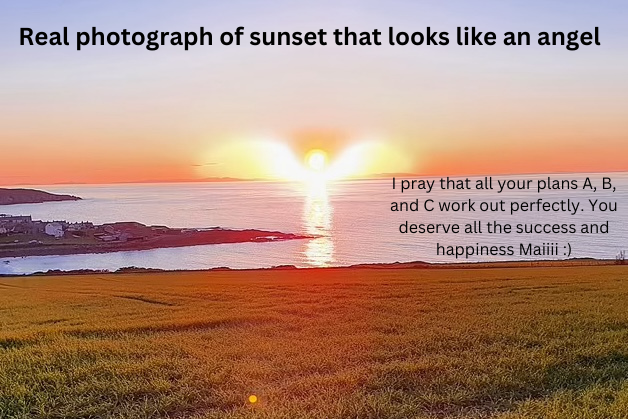 Real photograph of sunset that looks like an angel
I pray that all your plans A, B,
and C work out perfectly. You
deserve all the success and
happiness Maiiii :)